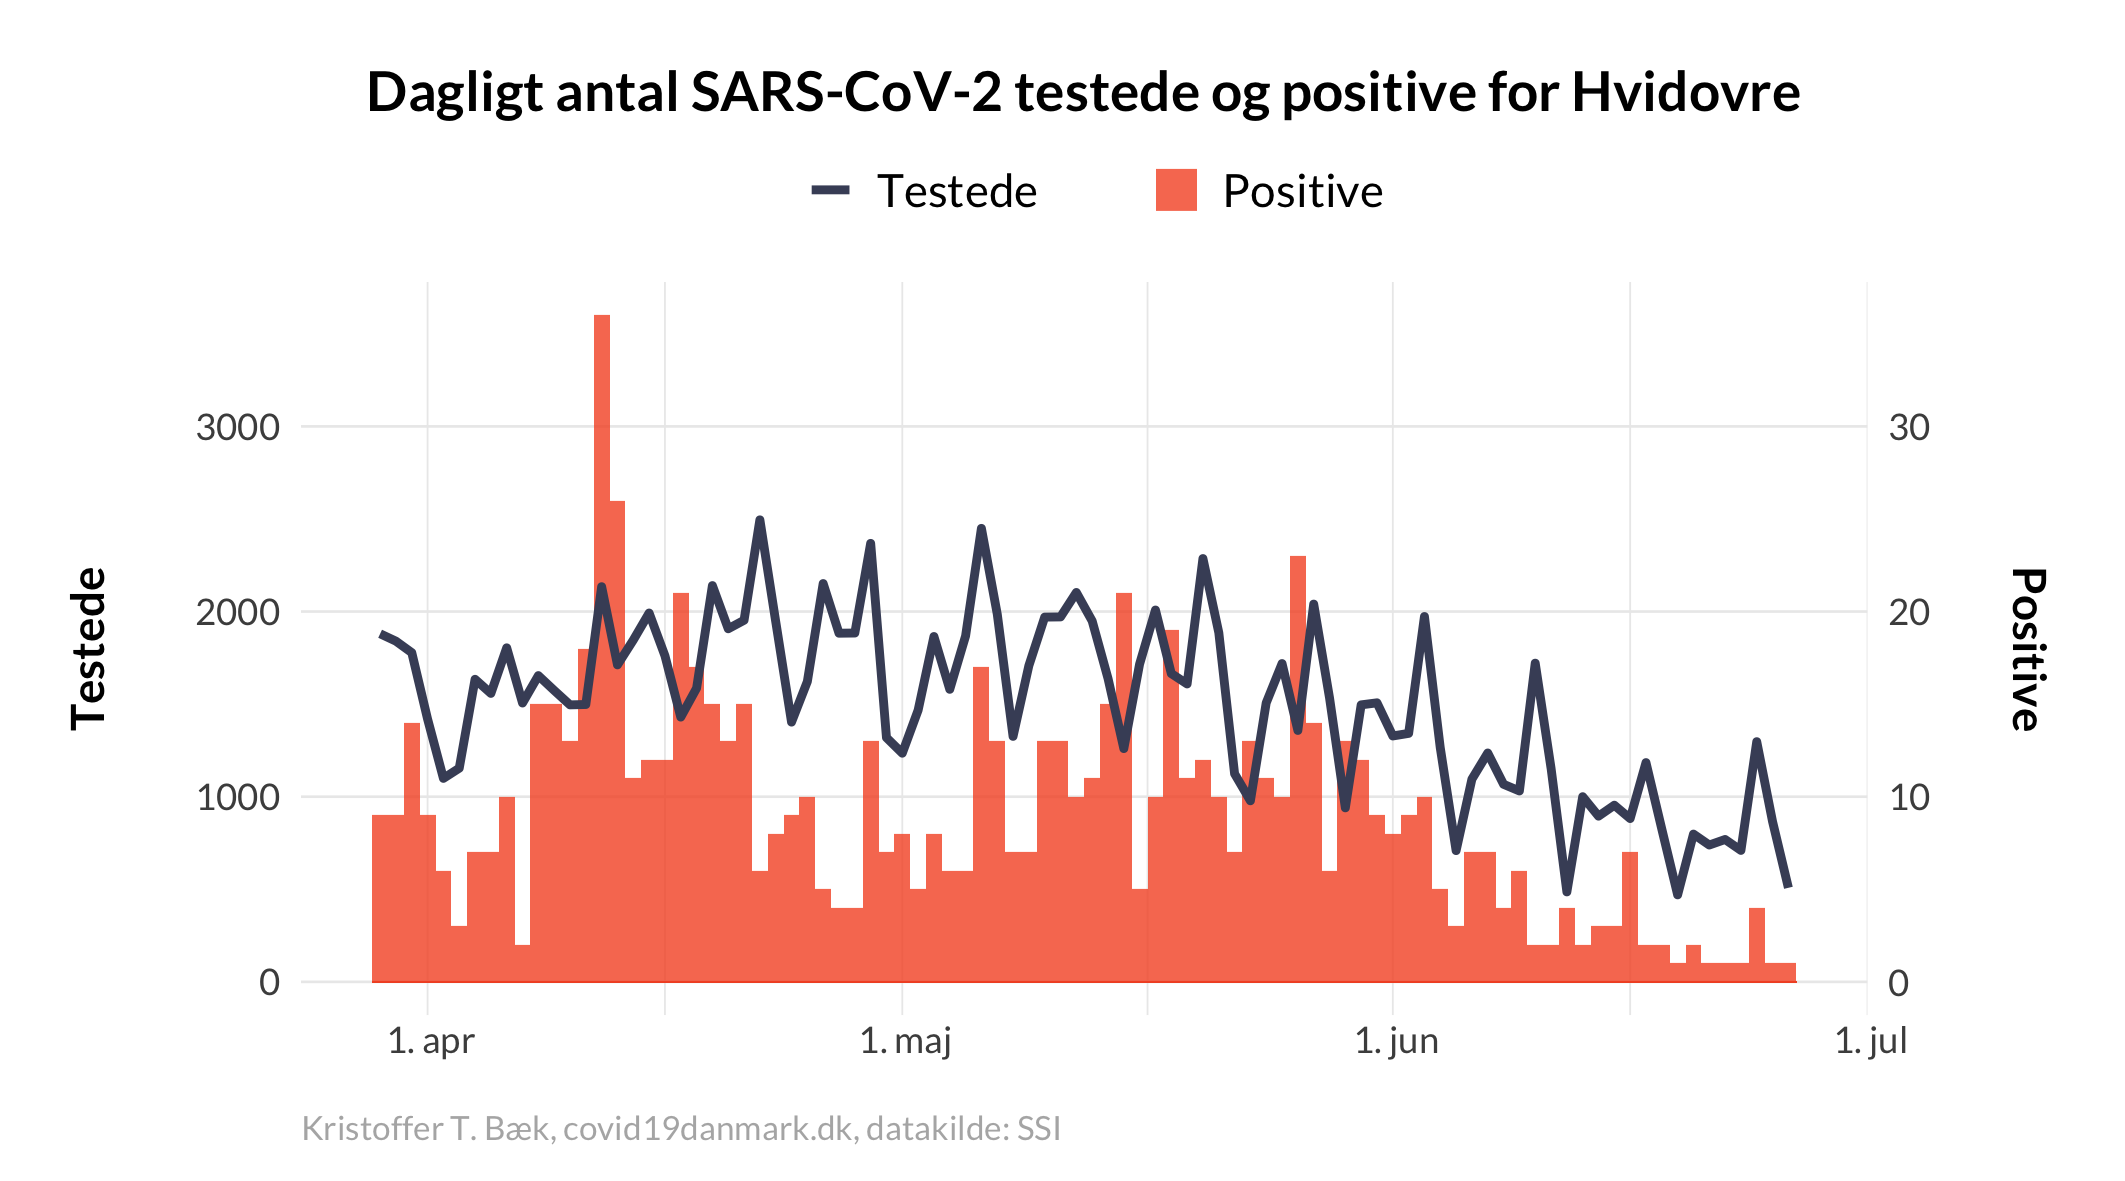 Dagligt antal SARS-CoV-2 testede og positive for Hvidovre
Testede
Positive
3000
2000
1000
0
Testede
30
20
10
0
Positive
1. apr
1. maj
1. jun
1. jul
Kristoffer T. Bæk, covid19danmark.dk, datakilde: SSI